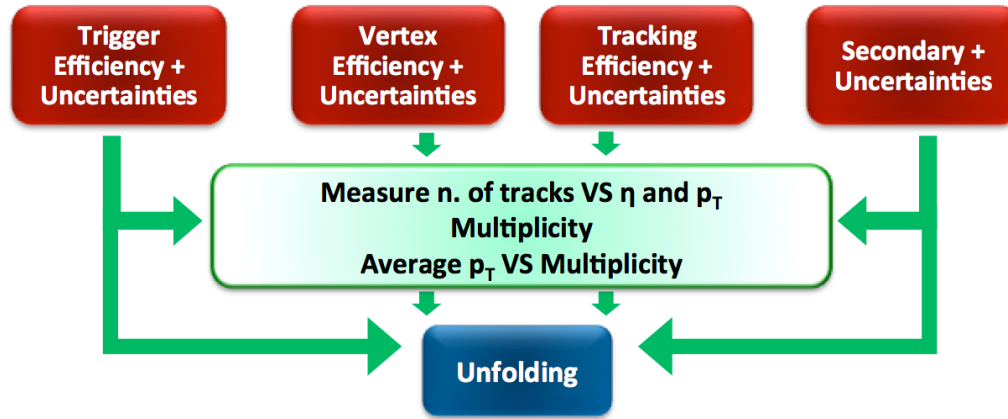 Trigger
Efficiency +
Uncertainties
Vertex
Efficiency +
Uncertainties
Tracking
Efficiency +
Uncertainties
Secondary +
Uncertainties
Measure n. of tracks VS η and pT
Multiplicity
Average pT VS Multiplicity
Unfolding